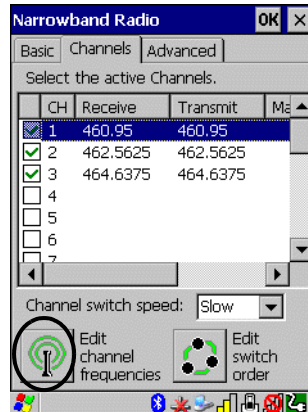 Narrowband Radio OK
Basic Channels Advanced
Select the active Channels.
CH Receive Transmit Ma
1 460.95 460.95
2 462.5625 462.5625
3 464.6375 464.6375
4
5
6
7
Channel switch speed: Slow
Edit channel frequencies
Edit switch order